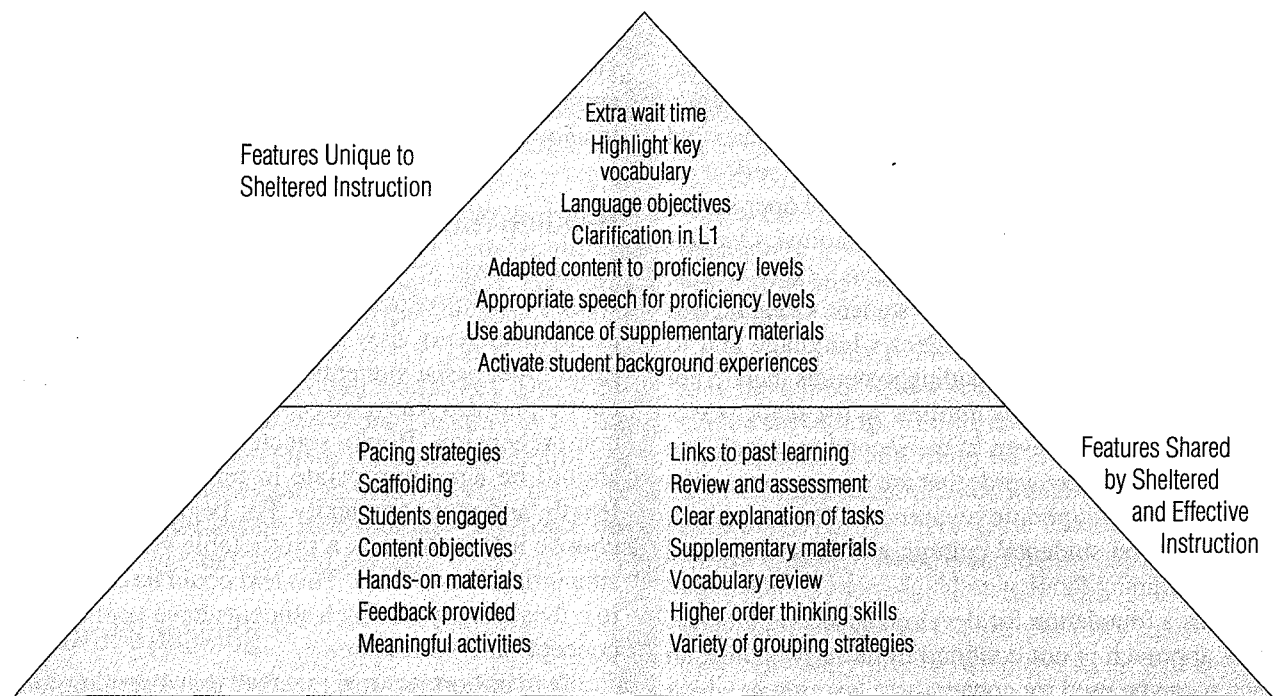 Features Unique to
Sheltered Instruction
Extra wait time
Highlight key
vocabulary
Language objectives
Clarification in L1
Adapted content to proficiency levels
Appropriate speech for proficiency levels
Use abundance of supplementary materials
Activate student background experiences
Pacing strategies
Scaffolding
Students engaged
Content objectives
Hands-on materials
Feedback provided
Meaningful activities
Links to past learning
Review and assessment
Clear explanation of tasks
Supplementary materials
Vocabulary review
Higher order thinking skills
Variety of grouping strategies
Features Shared
by Sheltered
and Effective
Instruction